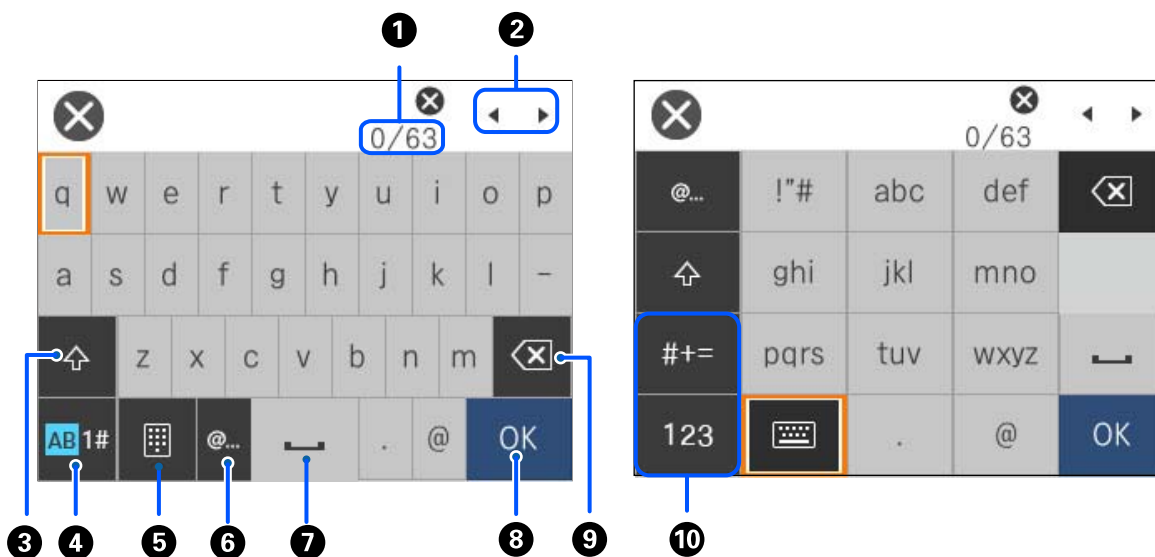 1 2
0/63
q w e r t y u i o p
a s d f g h j k l -
z x c v b n m
AB 1# @... . @ OK
3 4 5 6 7 8 9
0/63
@... !"# abc def
ghi jkl mno
#+= pqrs tuv wxyz
123 . @ OK
10